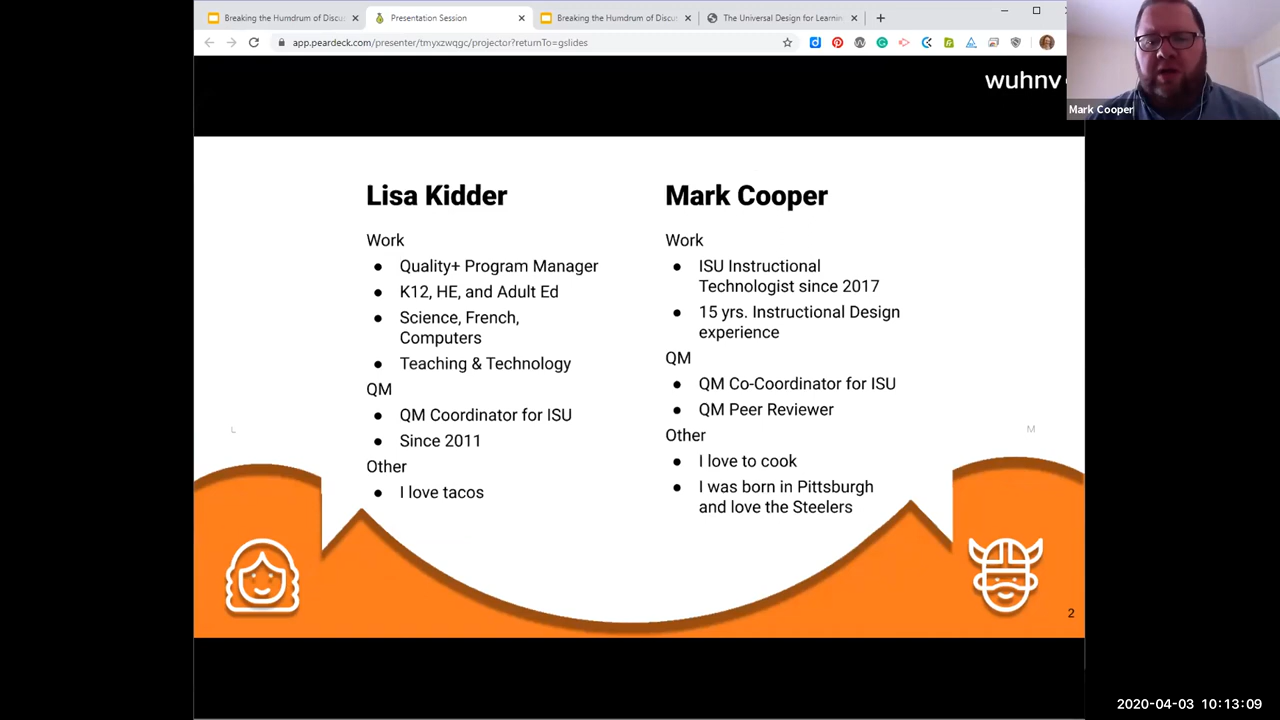 Breaking the Humdrum of Discu
Presentation Session
Breaking the Humdrum of Discur
The Universal Design for Learnin
app.peardeck.com/presenter/tmyxzwqgc/projector?returnTo=gslides
wuhnv
Mark Cooper
Lisa Kidder
Work
● Quality+ Program Manager
● K12, HE, and Adult Ed
● Science, French,
Computers
● Teaching & Technology
QM
● QM Coordinator for ISU
● Since 2011
Other
● I love tacos
Mark Cooper
Work
● ISU Instructional
Technologist since 2017
● 15 yrs. Instructional Design
experience
QM
● QM Co-Coordinator for ISU
● QM Peer Reviewer
Other
● I love to cook
● I was born in Pittsburgh
and love the Steelers
L
M
2
2020-04-03 10:13:09